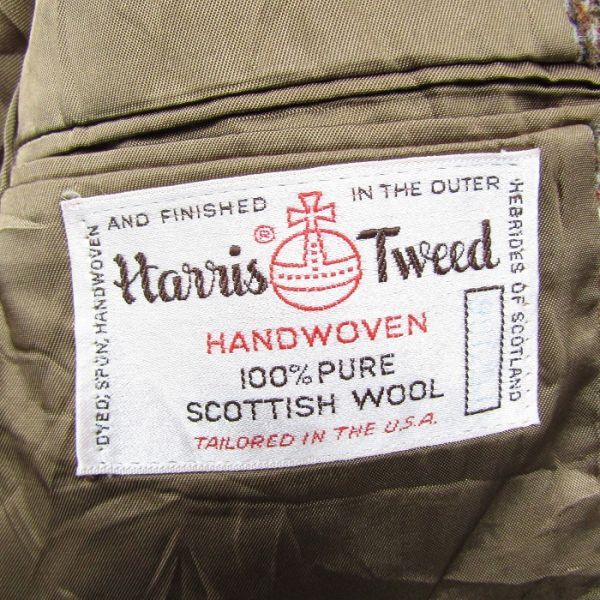 DYED, SPUN, HANDWOVEN
AND FINISHED
IN THE OUTER
HEBRIDES OF SCOTLAND
Harris ® Tweed
HANDWOVEN
100% PURE
SCOTTISH WOOL
TAILORED IN THE U.S.A.